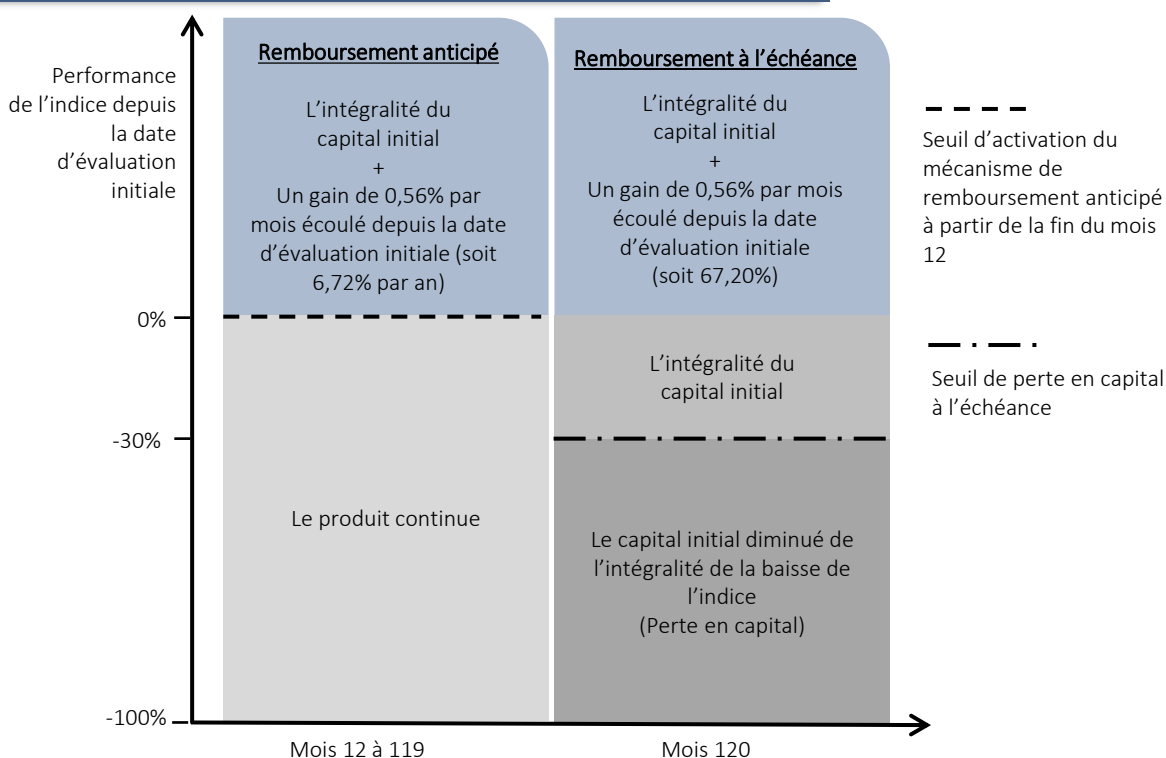 Performance
de l'indice depuis
la date
d'évaluation
initiale
Remboursement anticipé
L'intégralité du
capital initial
+
Un gain de 0,56% par
mois écoulé depuis la date
d'évaluation initiale (soit
6,72% par an)
Remboursement à l'échéance
L'intégralité du
capital initial
+
Un gain de 0,56% par mois
écoulé depuis la date
d'évaluation initiale
(soit 67,20%)
Seuil d'activation du
mécanisme de
remboursement anticipé
à partir de la fin du mois
12
0%
L'intégralité du
capital initial
Seuil de perte en capital
à l'échéance
-30%
Le produit continue
Le capital initial diminué de
l'intégralité de la baisse de
l'indice
(Perte en capital)
-100%
Mois 12 à 119
Mois 120